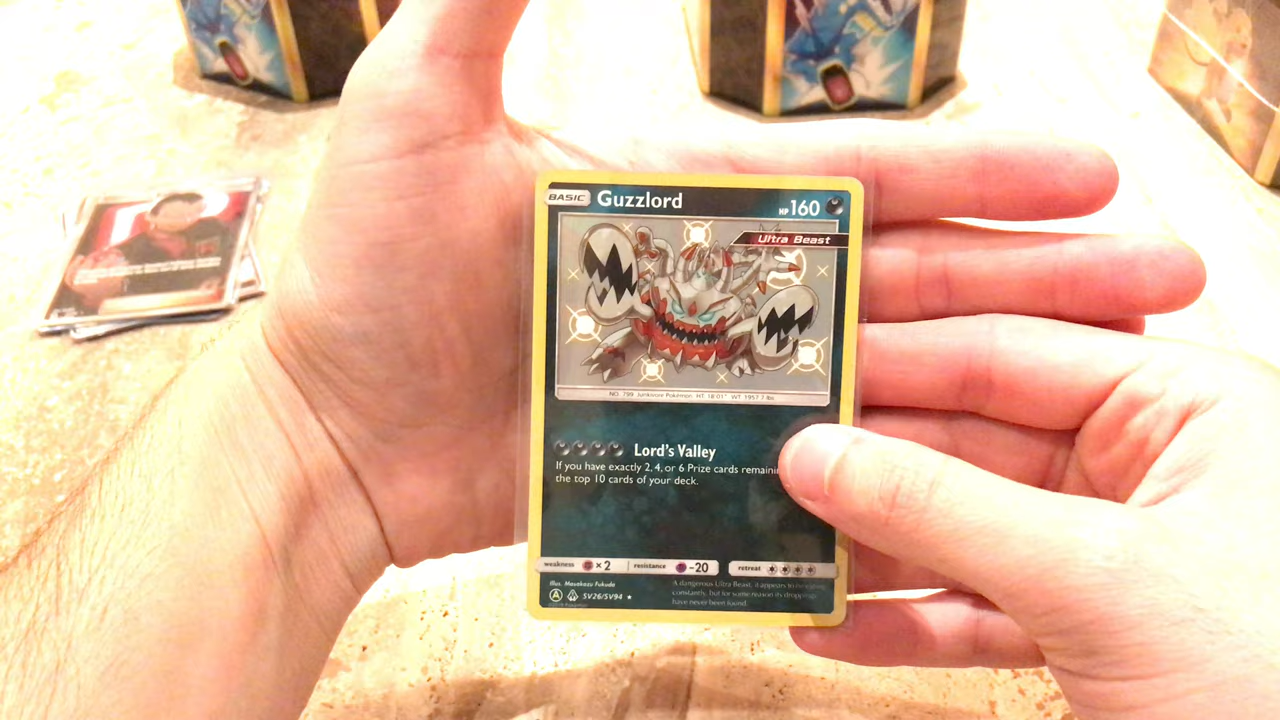 BASIC Guzzlord HP 160
Ultra Beast
NO. 799 Junkivore Pokémon HT: 18'01" WT: 1957.7 lbs
Lord's Valley
If you have exactly 2, 4, or 6 Prize cards
the top 10 cards of your deck.
weakness ×2 resistance -20 retreat
Illus. Masakazu Fukuda
A SV26/SV94
A dangerous Ultra Beast, it appears to be
constantly, but for some reason its droppings
have never been found.